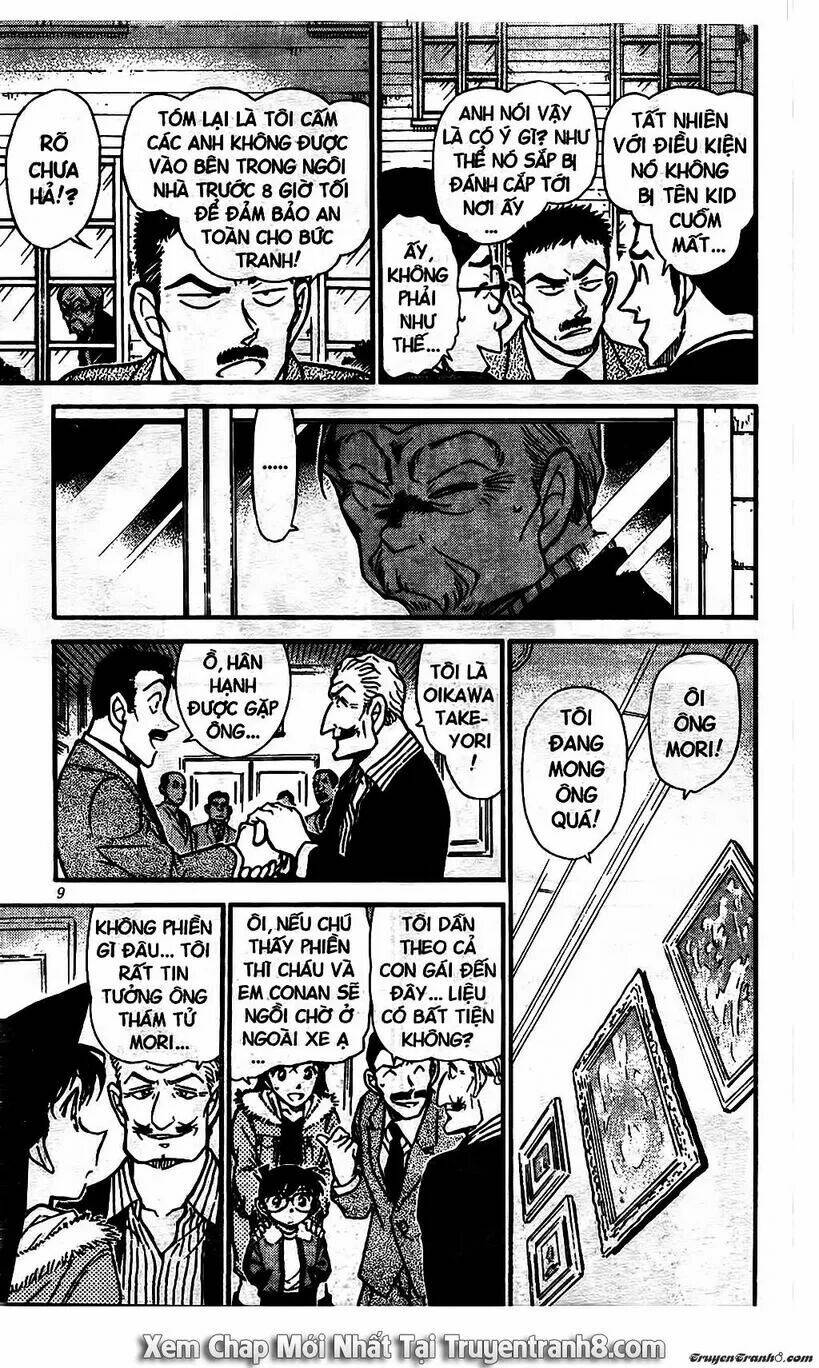 TẤT NHIÊN
VỚI ĐIỀU KIỆN
NÓ KHÔNG
BỊ TÊN KID
CUỖM
MẤT...
ANH NÓI VẬY
LÀ CÓ Ý GÌ? NHƯ
THỂ NÓ SẮP BỊ
ĐÁNH CẮP TỚI
NƠI ẤY
...
ẤY,
KHÔNG
PHẢI
NHƯ
THẾ...
TÓM LẠI LÀ TÔI CẤM
CÁC ANH KHÔNG ĐƯỢC
VÀO BÊN TRONG NGÔI
NHÀ TRƯỚC 8 GIỜ TỐI
ĐỂ ĐẢM BẢO AN
TOÀN CHO BỨC
TRANH!
RÕ
CHƯA
HẢ!?
......
ÔI
ÔNG
MORI!
TÔI
ĐANG
MONG
ÔNG
QUÁ!
TÔI LÀ
OIKAWA
TAKE-
YORI!
Ồ, HÂN
HẠNH
ĐƯỢC GẶP
ÔNG...
9
TÔI DẪN
THEO CẢ
CON GÁI ĐẾN
ĐÂY... LIỆU
CÓ BẤT TIỆN
KHÔNG?
ÔI, NẾU CHÚ
THẤY PHIỀN
THÌ CHÁU VÀ
EM CONAN SẼ
NGỒI CHỜ Ở
NGOÀI XE Ạ
...
KHÔNG PHIỀN
GÌ ĐÂU... TÔI
RẤT TIN
TƯỞNG ÔNG
THÁM TỬ
MORI...
Xem Chap Mới Nhất Tại Truyentranh8.com
TruyenTranh8.com